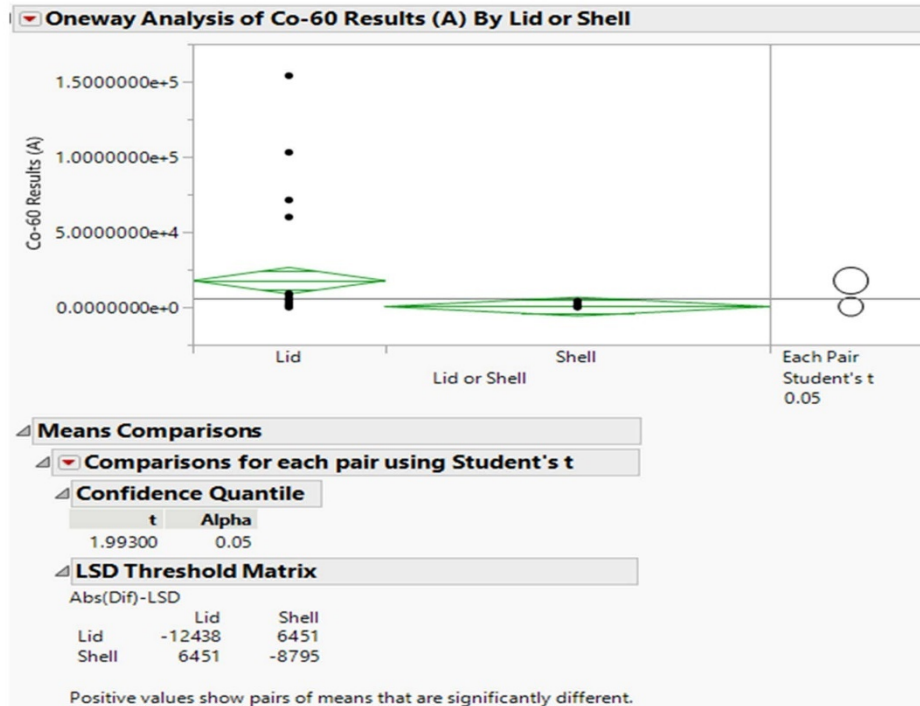 Oneway Analysis of Co-60 Results (A) By Lid or Shell
Co-60 Results (A)
1.5000000e+5
1.0000000e+5
5.0000000e+4
0.0000000e+0
Lid
Shell
Lid or Shell
Each Pair
Student's t
0.05
Means Comparisons
Comparisons for each pair using Student's t
Confidence Quantile
t Alpha
1.99300 0.05
LSD Threshold Matrix
Abs(Dif)-LSD
Lid Shell
Lid -12438 6451
Shell 6451 -8795
Positive values show pairs of means that are significantly different.